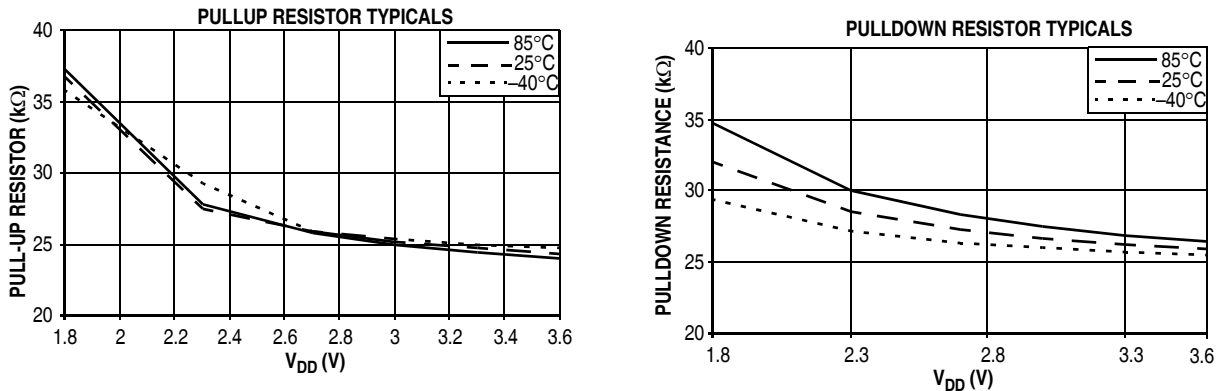 PULLUP RESISTOR TYPICALS
PULL-UP RESISTOR (kΩ)
40
35
30
25
20
85°C
25°C
–40°C
1.8 2 2.2 2.4 2.6 2.8 3 3.2 3.4 3.6
VDD (V)
PULLDOWN RESISTOR TYPICALS
PULLDOWN RESISTANCE (kΩ)
40
35
30
25
20
85°C
25°C
–40°C
1.8 2.3 2.8 3.3 3.6
VDD (V)